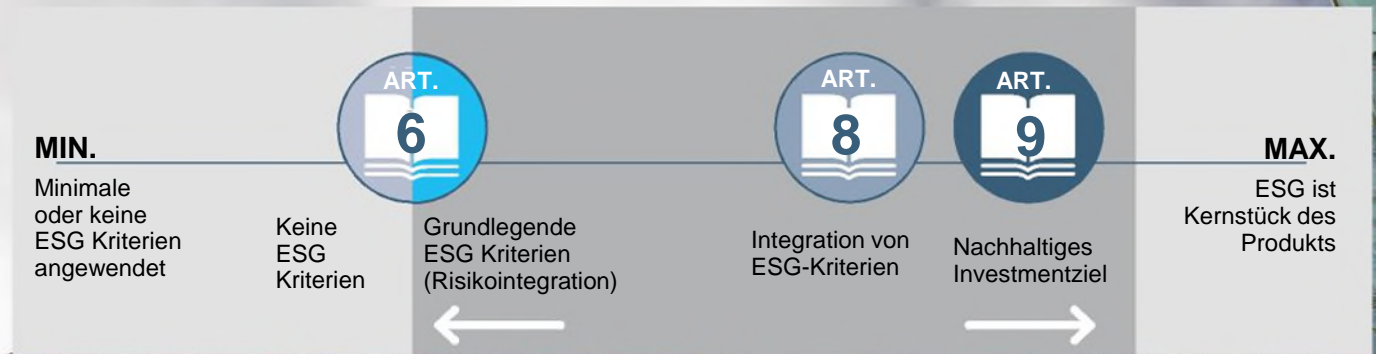 MIN.
Minimale
oder keine
ESG Kriterien
angewendet
ART.
6
Keine
ESG
Kriterien
Grundlegende
ESG Kriterien
(Risikointegration)
ART.
8
Integration von
ESG-Kriterien
ART.
9
Nachhaltiges
Investmentziel
MAX.
ESG ist
Kernstück des
Produkts